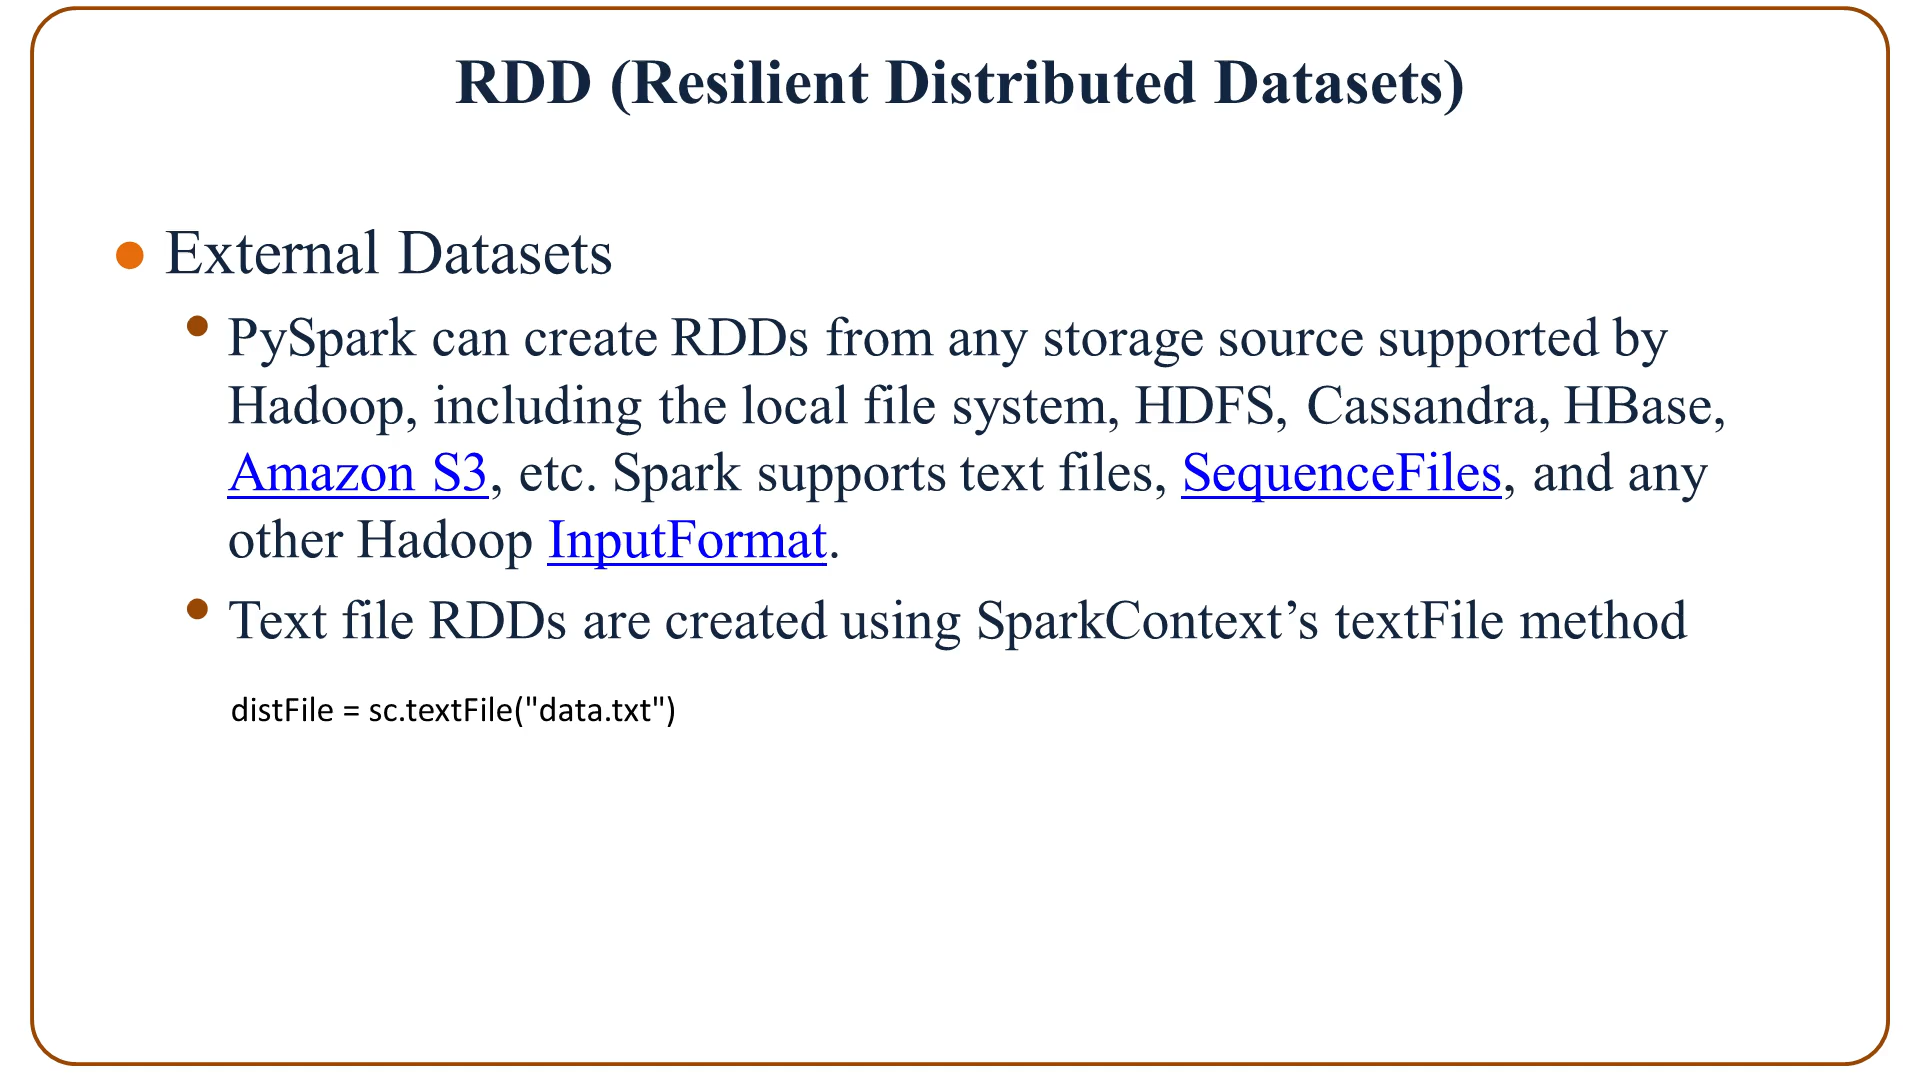 RDD (Resilient Distributed Datasets)
External Datasets
PySpark can create RDDs from any storage source supported by
Hadoop, including the local file system, HDFS, Cassandra, HBase,
Amazon S3, etc. Spark supports text files, SequenceFiles, and any
other Hadoop InputFormat.
Text file RDDs are created using SparkContext’s textFile method
distFile = sc.textFile("data.txt")